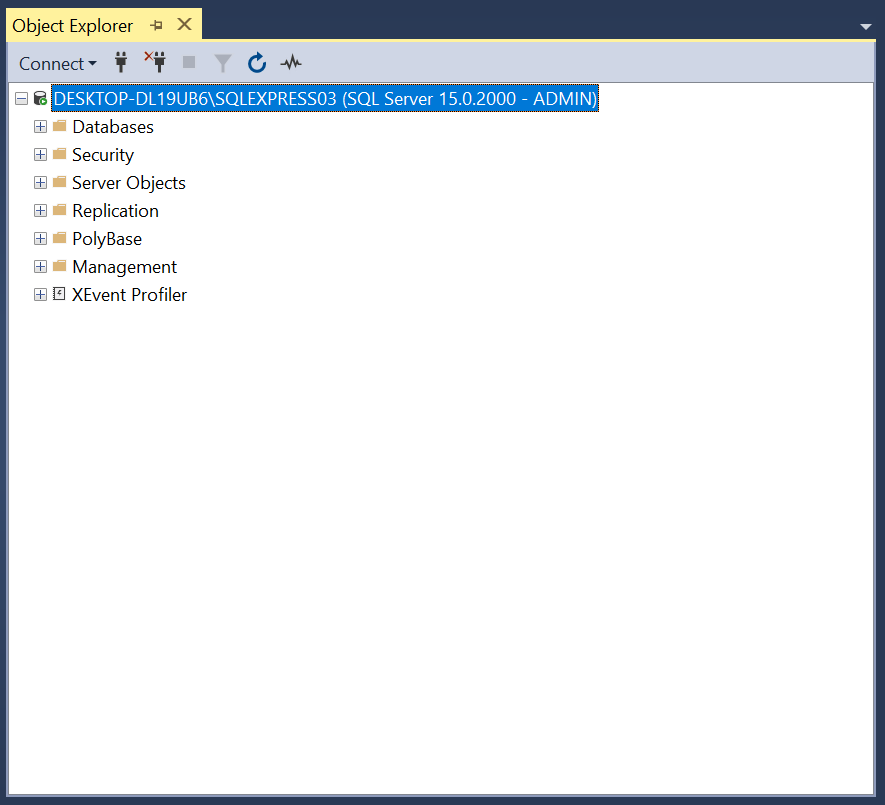 Object Explorer
Connect
DESKTOP-DL19UB6\SQLEXPRESS03 (SQL Server 15.0.2000 - ADMIN)
Databases
Security
Server Objects
Replication
PolyBase
Management
XEvent Profiler